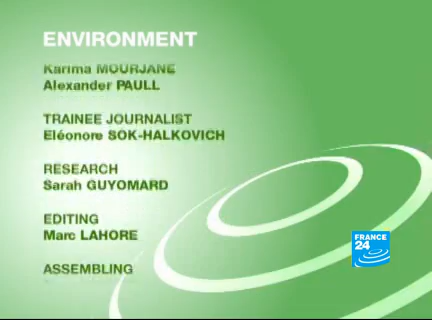 ENVIRONMENT
Karima MOURJANE
Alexander PAULL
TRAINEE JOURNALIST
Eléonore SOK-HALKOVICH
RESEARCH
Sarah GUYOMARD
EDITING
Marc LAHORE
ASSEMBLING
FRANCE
24